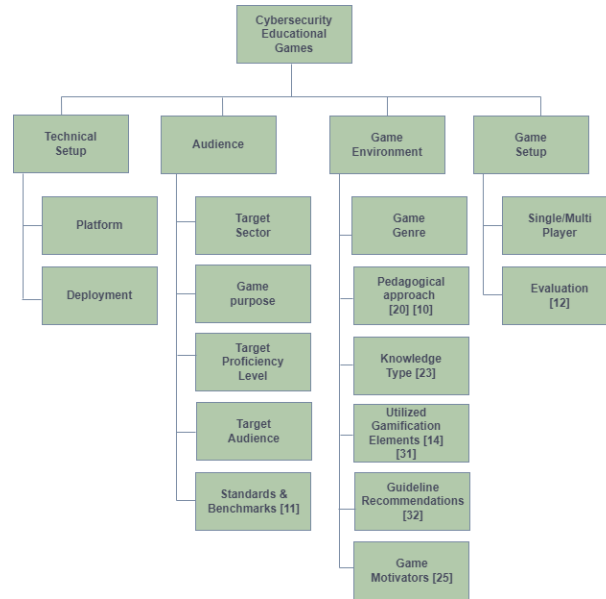 Cybersecurity
Educational
Games
Technical
Setup
Audience
Game
Environment
Game
Setup
Platform
Deployment
Target
Sector
Game
purpose
Target
Proficiency
Level
Target
Audience
Standards &
Benchmarks [11]
Game
Genre
Pedagogical
approach
[20] [10]
Knowledge
Type [23]
Utilized
Gamification
Elements [14]
[31]
Guideline
Recommendations
[32]
Game
Motivators [25]
Single/Multi
Player
Evaluation
[12]